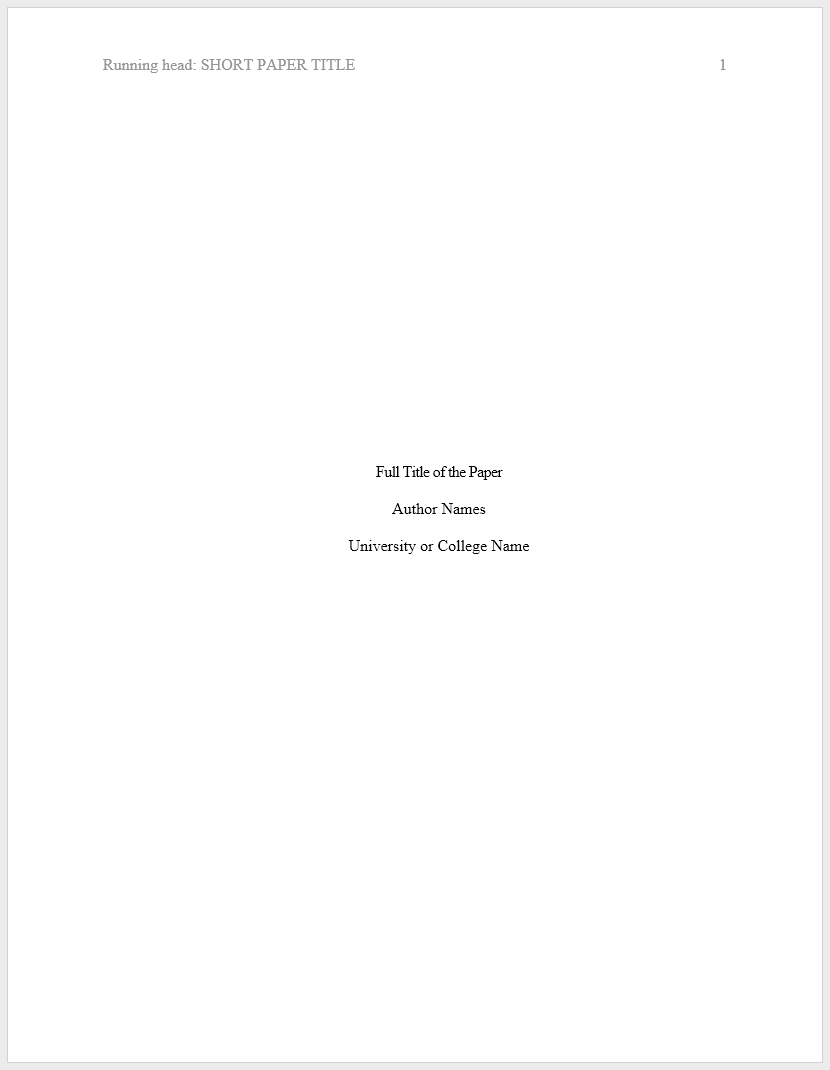 Running head: SHORT PAPER TITLE 1
Full Title of the Paper
Author Names
University or College Name